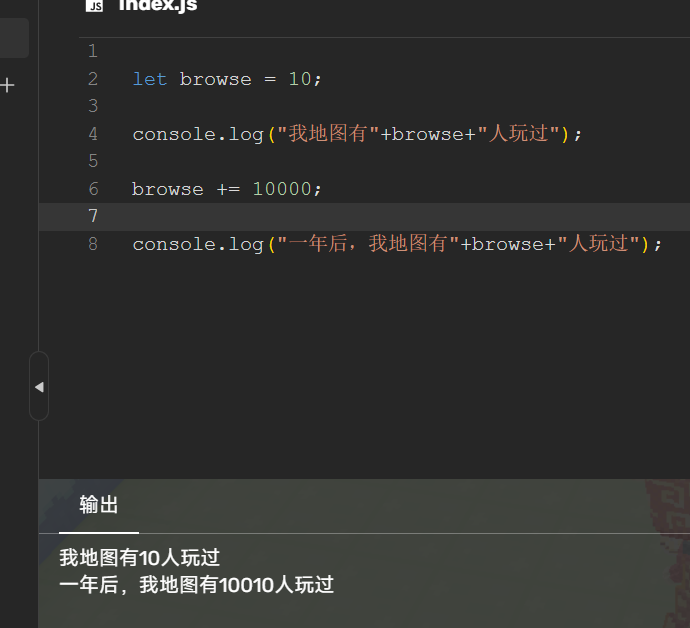 JS index.js
1
2 let browse = 10;
3
4 console.log("我地图有"+browse+"人玩过");
5
6 browse += 10000;
7
8 console.log("一年后，我地图有"+browse+"人玩过");
输出
我地图有10人玩过
一年后，我地图有10010人玩过